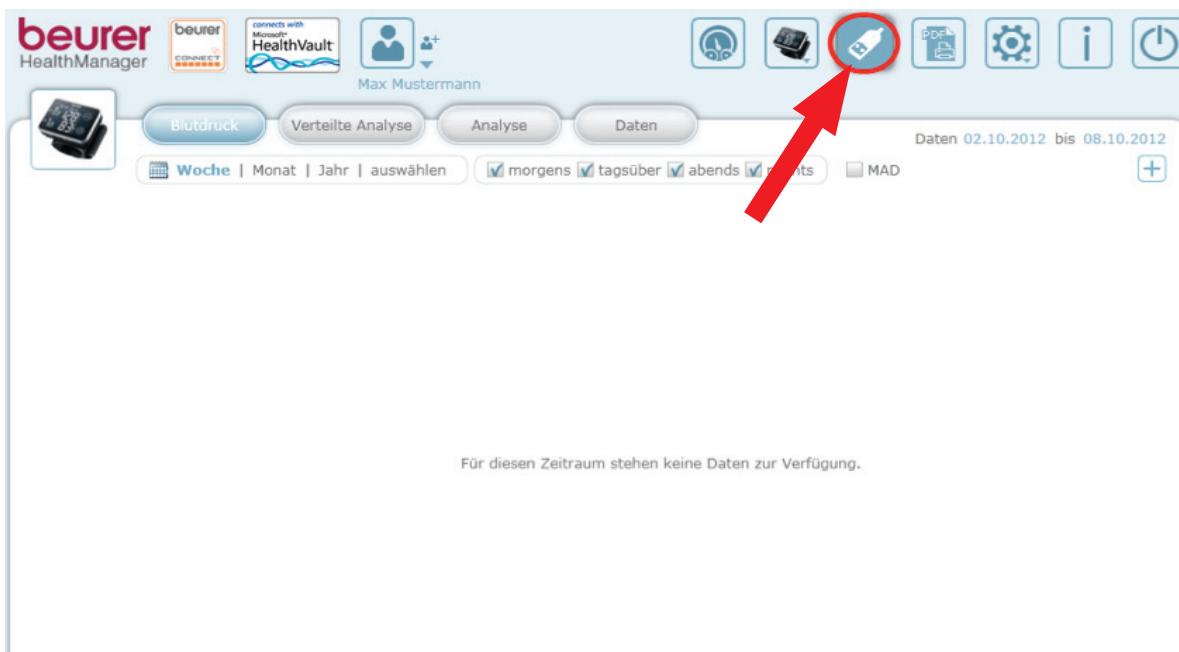 beurer
HealthManager
beurer
CONNECT
connects with
Microsoft®
HealthVault
Max Mustermann
PDF
i
Blutdruck
Verteilte Analyse
Analyse
Daten
Daten 02.10.2012 bis 08.10.2012
Woche | Monat | Jahr | auswählen
morgens tagsüber abends
MAD
Für diesen Zeitraum stehen keine Daten zur Verfügung.